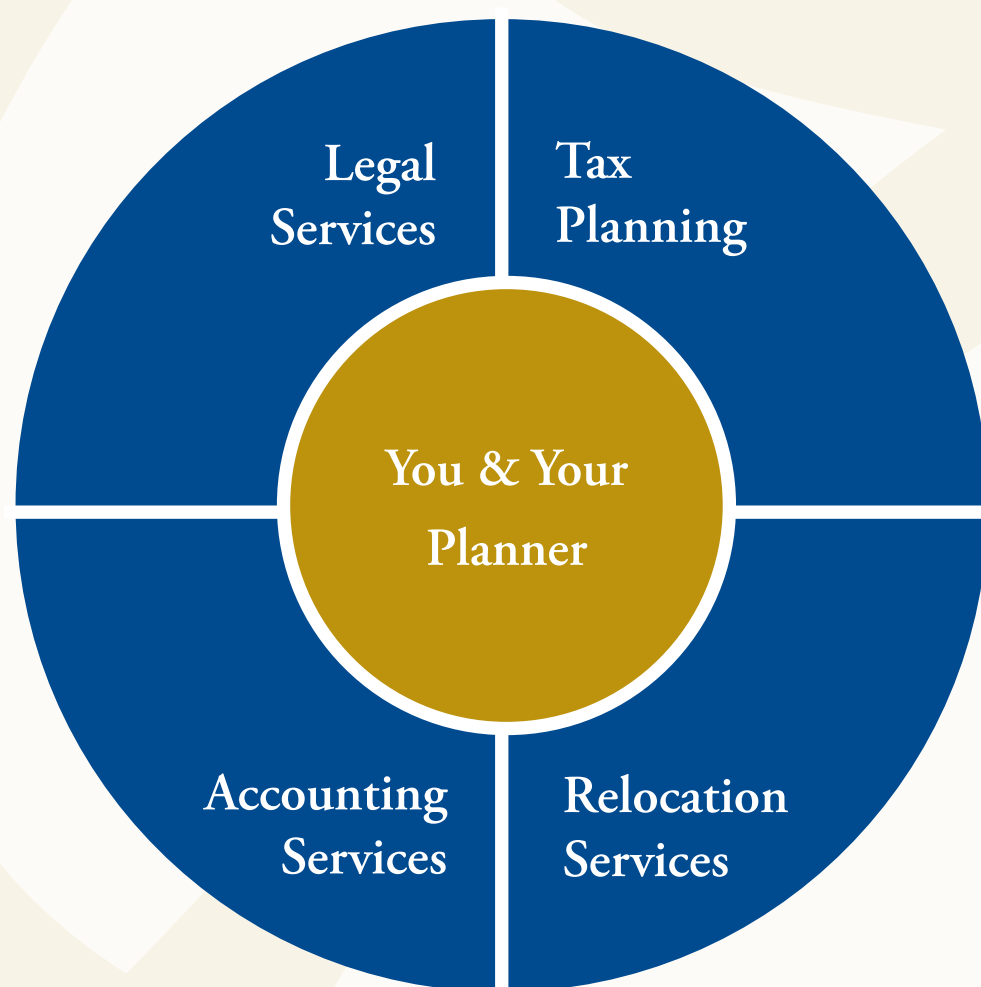 Legal
Services
Tax
Planning
You & Your
Planner
Accounting
Services
Relocation
Services